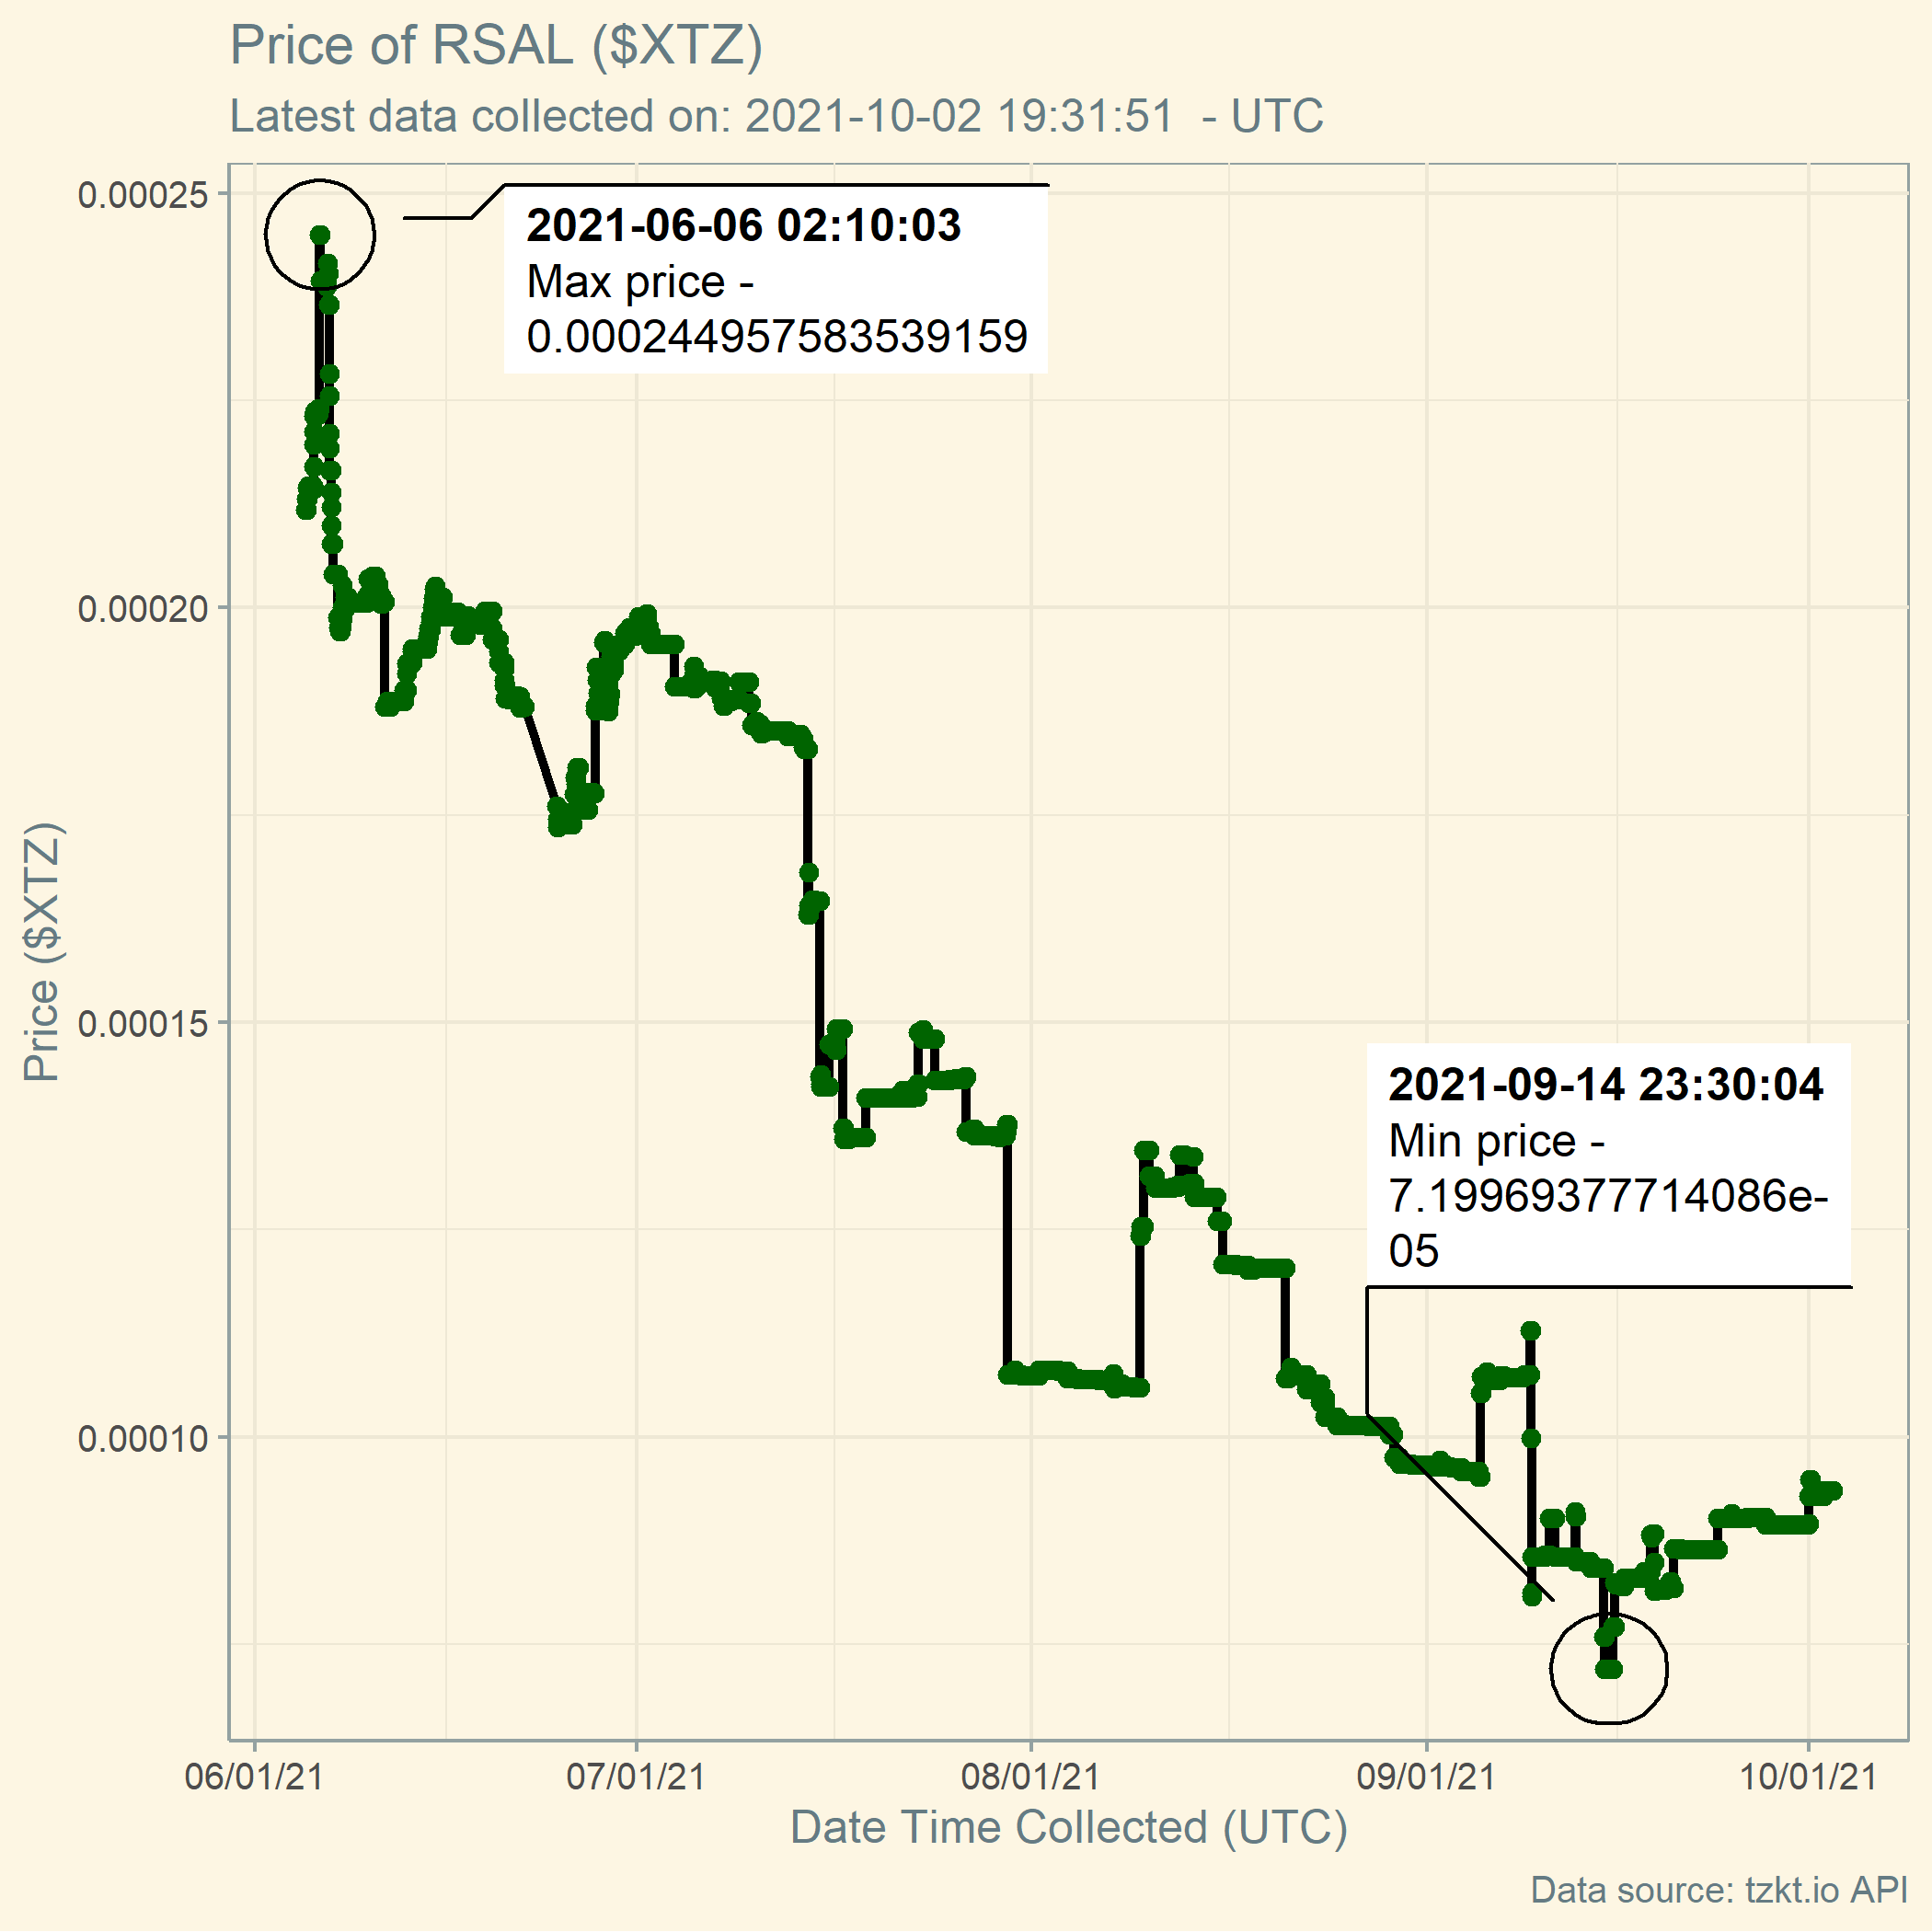 Price of RSAL ($XTZ)
Latest data collected on: 2021-10-02 19:31:51  - UTC
0.00025
0.00020
0.00015
0.00010
Price ($XTZ)
2021-06-06 02:10:03
Max price -
0.000244957583539159
2021-09-14 23:30:04
Min price -
7.19969377714086e-
05
06/01/21
07/01/21
08/01/21
09/01/21
10/01/21
Date Time Collected (UTC)
Data source: tzkt.io API